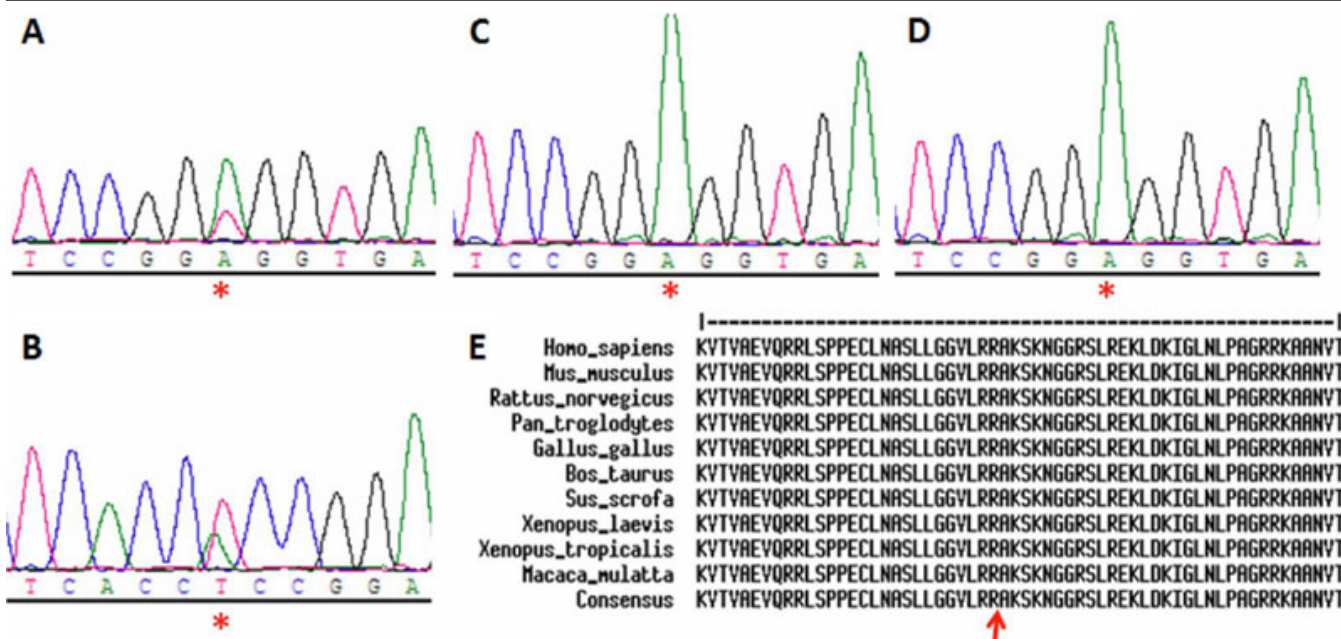 A
T C C G G A G G T G A
*
C
T C C G G A G G T G A
*
D
T C C G G A G G T G A
*
B
T C A C C T C C G G A
*
E
Homo_sapiens KVTVAEVQRRLSPPECLNASLLGGVLRRAKSKNGGRSLREKLDKIGLNLPAGRRKAANVT
Mus_musculus KVTVAEVQRRLSPPECLNASLLGGVLRRAKSKNGGRSLREKLDKIGLNLPAGRRKAANVT
Rattus_norvegicus KVTVAEVQRRLSPPECLNASLLGGVLRRAKSKNGGRSLREKLDKIGLNLPAGRRKAANVT
Pan_troglodytes KVTVAEVQRRLSPPECLNASLLGGVLRRAKSKNGGRSLREKLDKIGLNLPAGRRKAANVT
Gallus_gallus KVTVAEVQRRLSPPECLNASLLGGVLRRAKSKNGGRSLREKLDKIGLNLPAGRRKAANVT
Bos_taurus KVTVAEVQRRLSPPECLNASLLGGVLRRAKSKNGGRSLREKLDKIGLNLPAGRRKAANVT
Sus_scrofa KVTVAEVQRRLSPPECLNASLLGGVLRRAKSKNGGRSLREKLDKIGLNLPAGRRKAANVT
Xenopus_laevis KVTVAEVQRRLSPPECLNASLLGGVLRRAKSKNGGRSLREKLDKIGLNLPAGRRKAANVT
Xenopus_tropicalis KVTVAEVQRRLSPPECLNASLLGGVLRRAKSKNGGRSLREKLDKIGLNLPAGRRKAANVT
Macaca_mulatta KVTVAEVQRRLSPPECLNASLLGGVLRRAKSKNGGRSLREKLDKIGLNLPAGRRKAANVT
Consensus KVTVAEVQRRLSPPECLNASLLGGVLRRAKSKNGGRSLREKLDKIGLNLPAGRRKAANVT